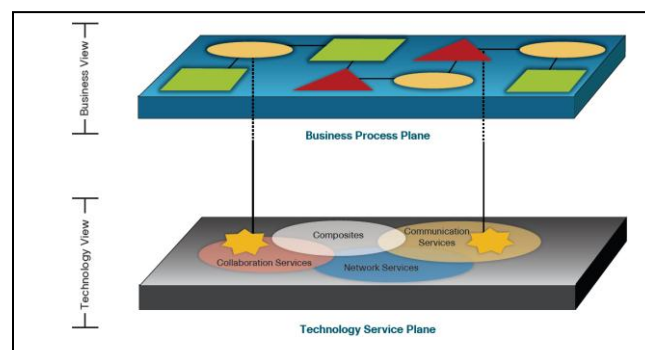 Business View
Business Process Plane
Technology View
Composites
Communication
Services
Collaboration Services
Network Services
Technology Service Plane